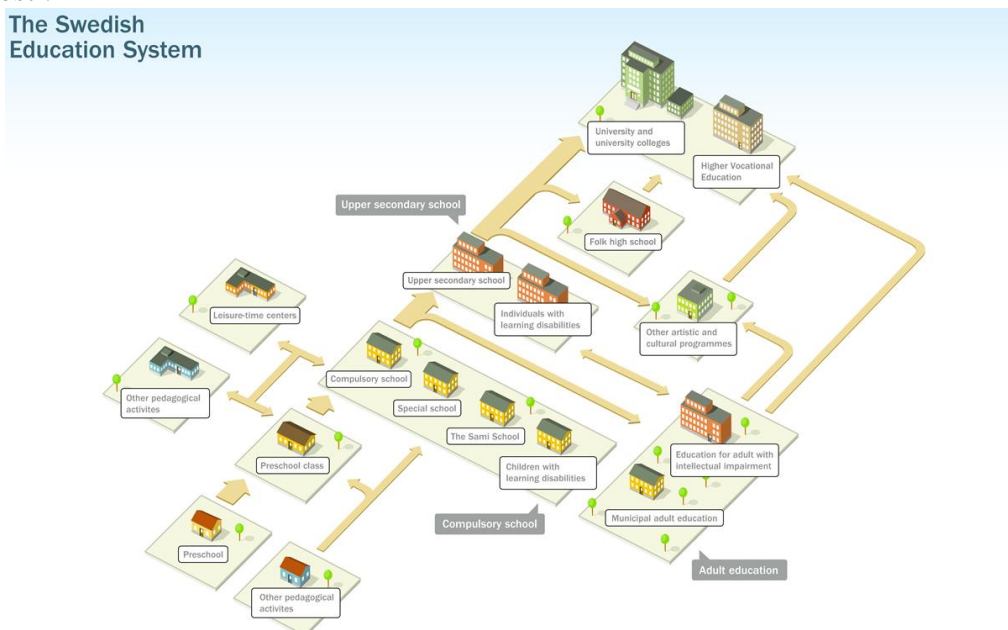 The Swedish
Education System
University and
university colleges
Higher Vocational
Education
Upper secondary school
Folk high school
Upper secondary school
Individuals with
learning disabilities
Leisure-time centers
Other artistic and
cultural programmes
Other pedagogical
activites
Compulsory school
Special school
The Sami School
Children with
learning disabilities
Preschool class
Education for adult with
intellectual impairment
Municipal adult education
Compulsory school
Preschool
Adult education
Other pedagogical
activites